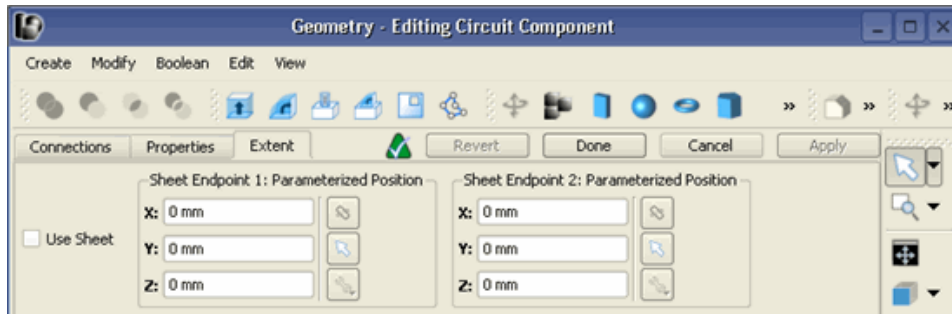 Geometry - Editing Circuit Component
Create Modify Boolean Edit View
» » »
Connections Properties Extent Revert Done Cancel Apply
Sheet Endpoint 1: Parameterized Position Sheet Endpoint 2: Parameterized Position
X: 0 mm X: 0 mm
Use Sheet Y: 0 mm Y: 0 mm
Z: 0 mm Z: 0 mm